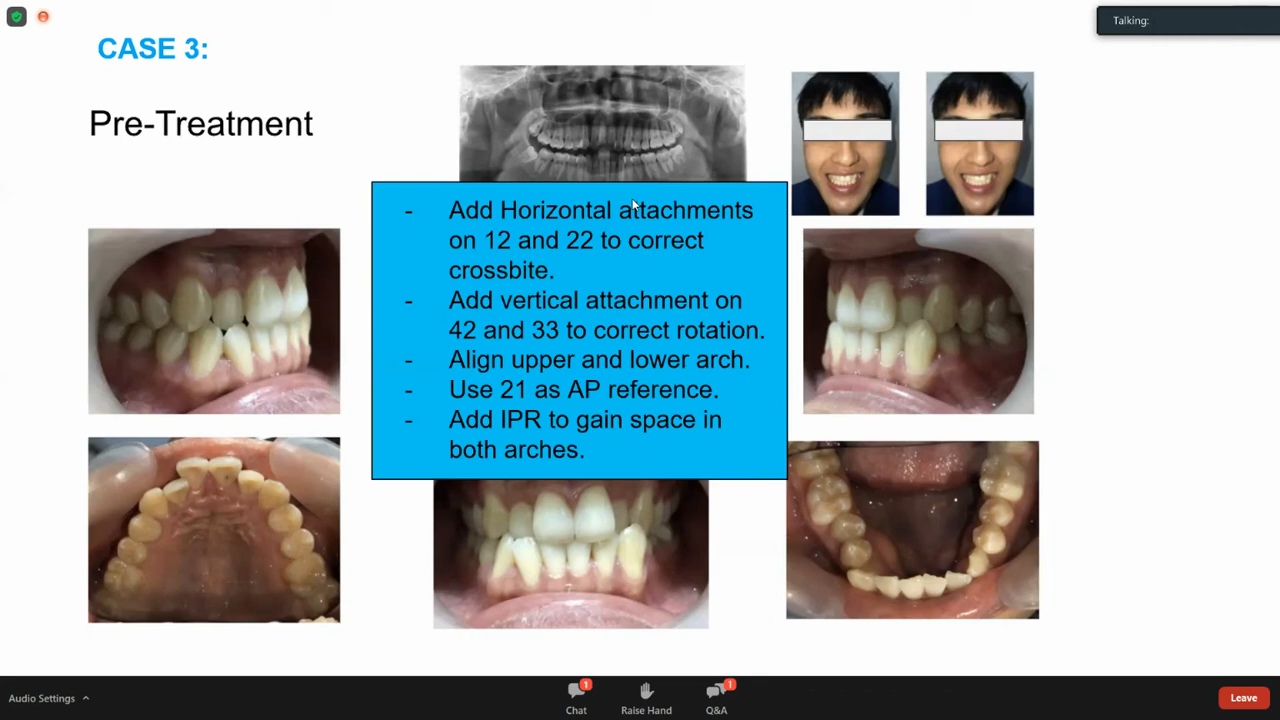 Talking:
CASE 3:
Pre-Treatment
- Add Horizontal attachments
on 12 and 22 to correct
crossbite.
- Add vertical attachment on
42 and 33 to correct rotation.
- Align upper and lower arch.
- Use 21 as AP reference.
- Add IPR to gain space in
both arches.
Audio Settings
1
Chat
Raise Hand
1
Q&A
Leave